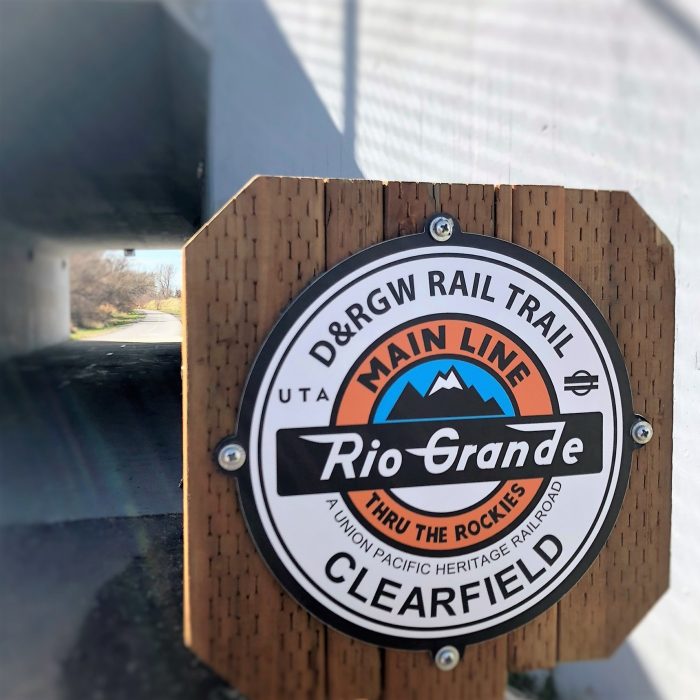 D&RGW RAIL TRAIL
MAIN LINE
UTA
Rio Grande
THRU THE ROCKIES
A UNION PACIFIC HERITAGE RAILROAD
CLEARFIELD